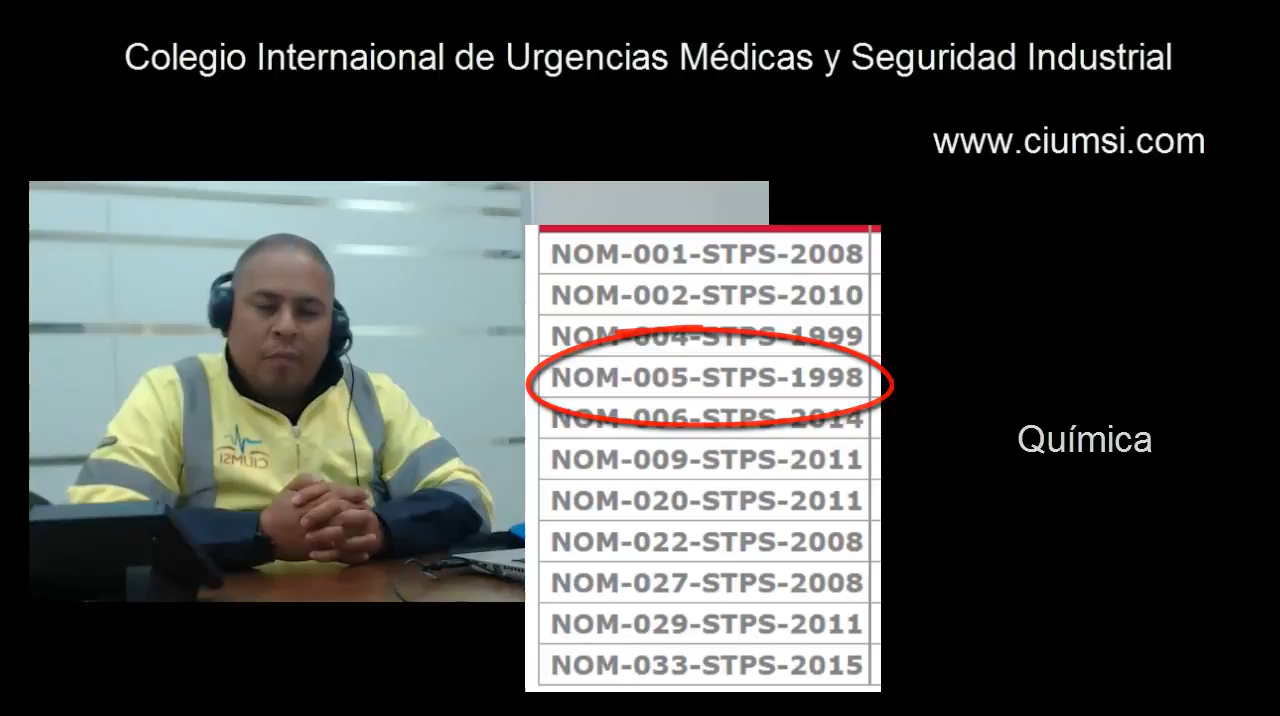 Colegio Internaional de Urgencias Médicas y Seguridad Industrial
www.ciumsi.com
NOM-001-STPS-2008
NOM-002-STPS-2010
NOM-004-STPS-1999
NOM-005-STPS-1998
NOM-006-STPS-2014
NOM-009-STPS-2011
NOM-020-STPS-2011
NOM-022-STPS-2008
NOM-027-STPS-2008
NOM-029-STPS-2011
NOM-033-STPS-2015
Química
CIUMSI